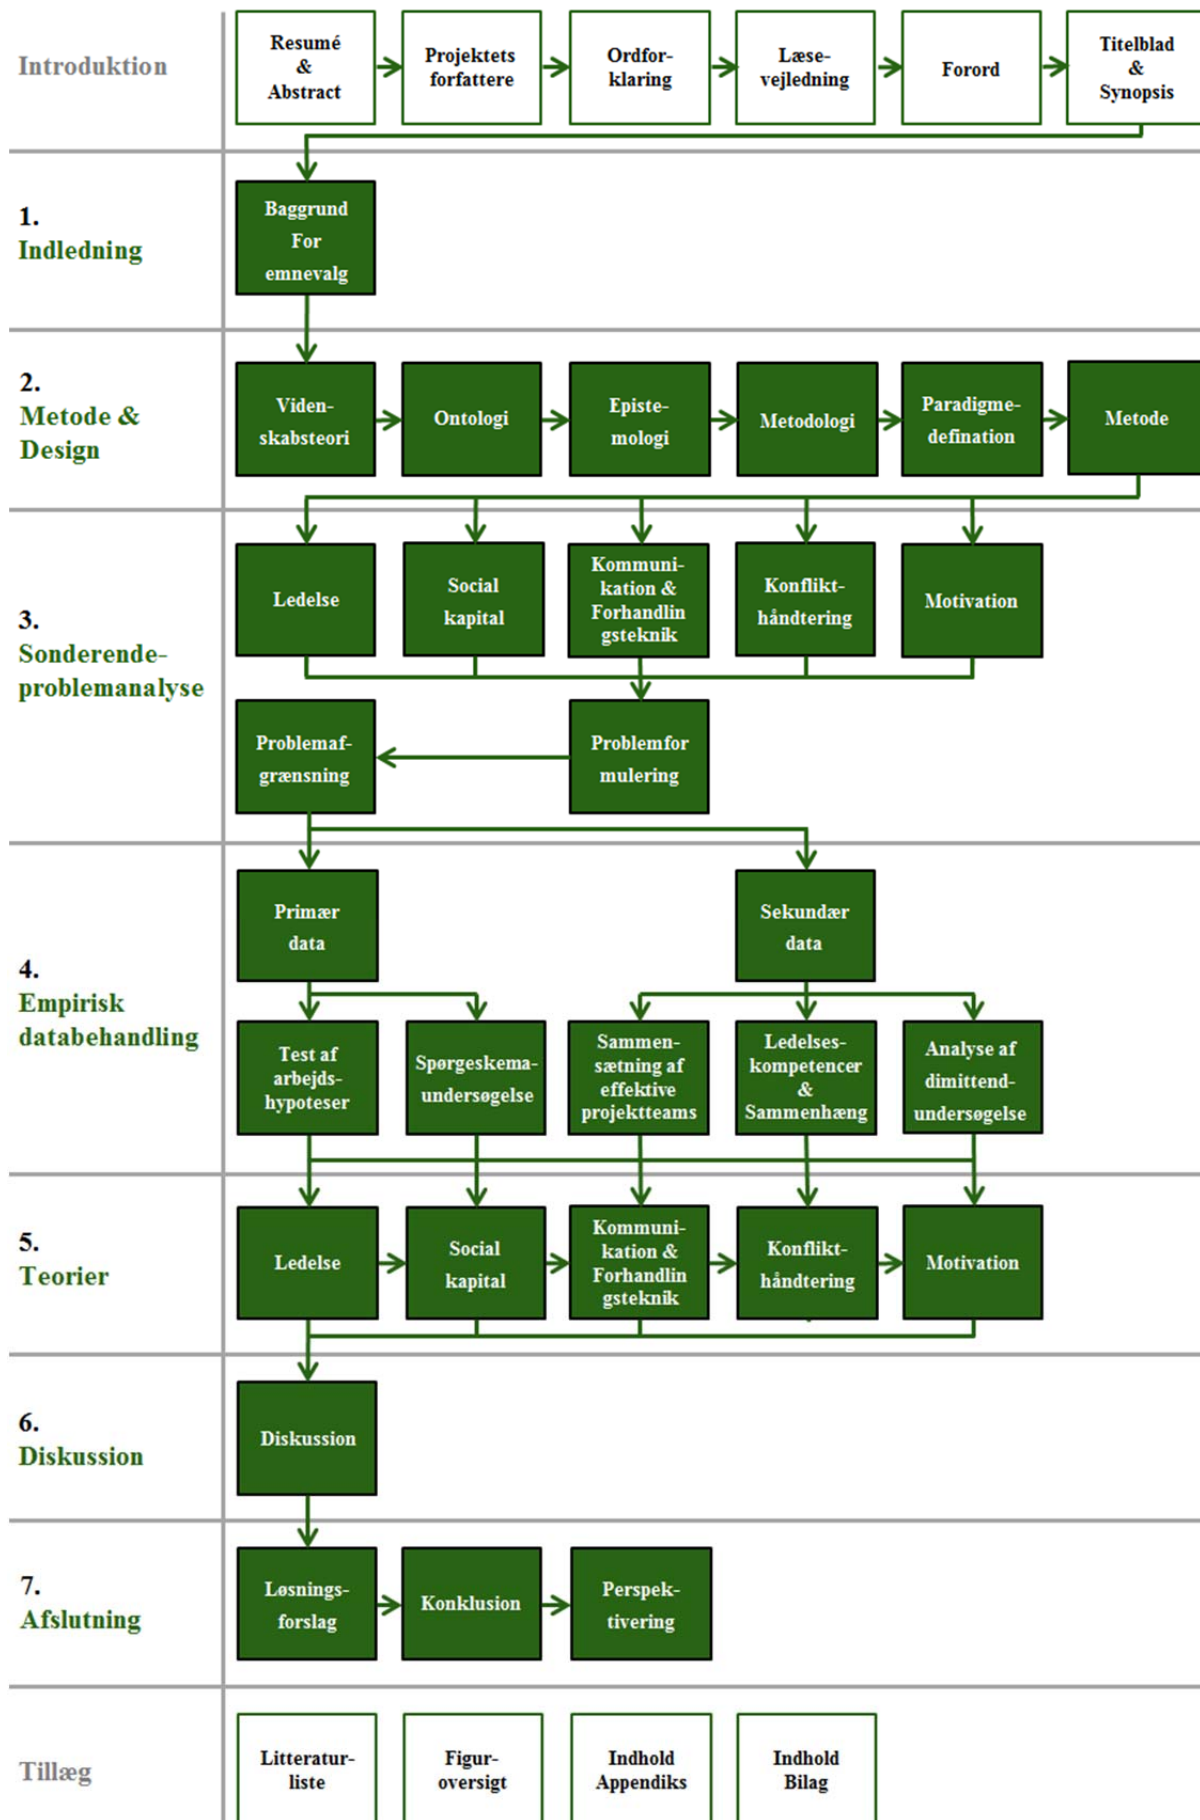 Introduktion
Resumé
&
Abstract
Projektets
forfattere
Ordfor-
klaring
Læse-
vejledning
Forord
Titelblad
&
Synopsis
1.
Indledning
Baggrund
For
emnevalg
2.
Metode &
Design
Viden-
skabsteori
Ontologi
Episte-
mologi
Metodologi
Paradigme-
defination
Metode
3.
Sonderende-
problemanalyse
Ledelse
Social
kapital
Kommuni-
kation &
Forhandlin
gsteknik
Konflikt-
håndtering
Motivation
Problemaf-
grænsning
Problemfor
mulering
4.
Empirisk
databehandling
Primær
data
Sekundær
data
Test af
arbejds-
hypoteser
Spørgeskema-
undersøgelse
Sammen-
sætning af
effektive
projektteams
Ledelses-
kompetencer
&
Sammenhæng
Analyse af
dimittend-
undersøgelse
5.
Teorier
Ledelse
Social
kapital
Kommuni-
kation &
Forhandlin
gsteknik
Konflikt-
håndtering
Motivation
6.
Diskussion
Diskussion
7.
Afslutning
Løsnings-
forslag
Konklusion
Perspek-
tivering
Tillæg
Litteratur-
liste
Figur-
oversigt
Indhold
Appendiks
Indhold
Bilag